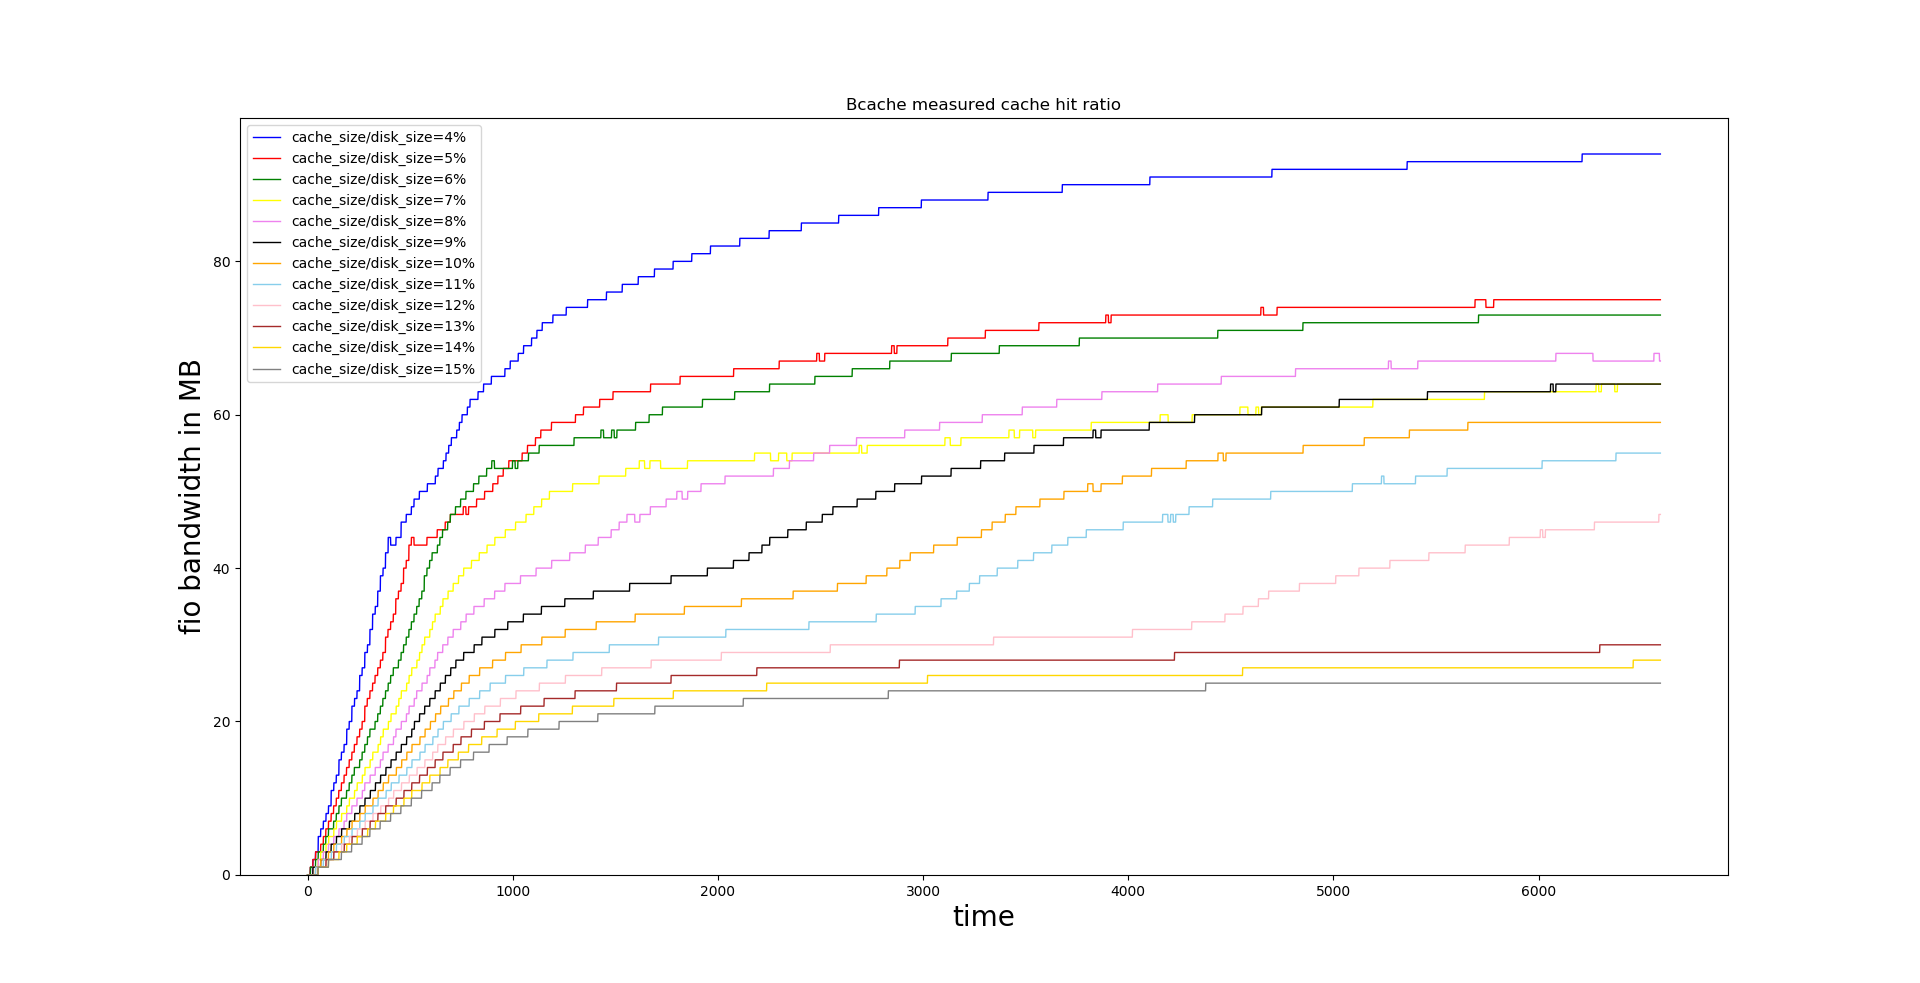 Bcache measured cache hit ratio
cache_size/disk_size=4%
cache_size/disk_size=5%
cache_size/disk_size=6%
cache_size/disk_size=7%
cache_size/disk_size=8%
cache_size/disk_size=9%
cache_size/disk_size=10%
cache_size/disk_size=11%
cache_size/disk_size=12%
cache_size/disk_size=13%
cache_size/disk_size=14%
cache_size/disk_size=15%
fio bandwidth in MB
80
60
40
20
0
0 1000 2000 3000 4000 5000 6000
time